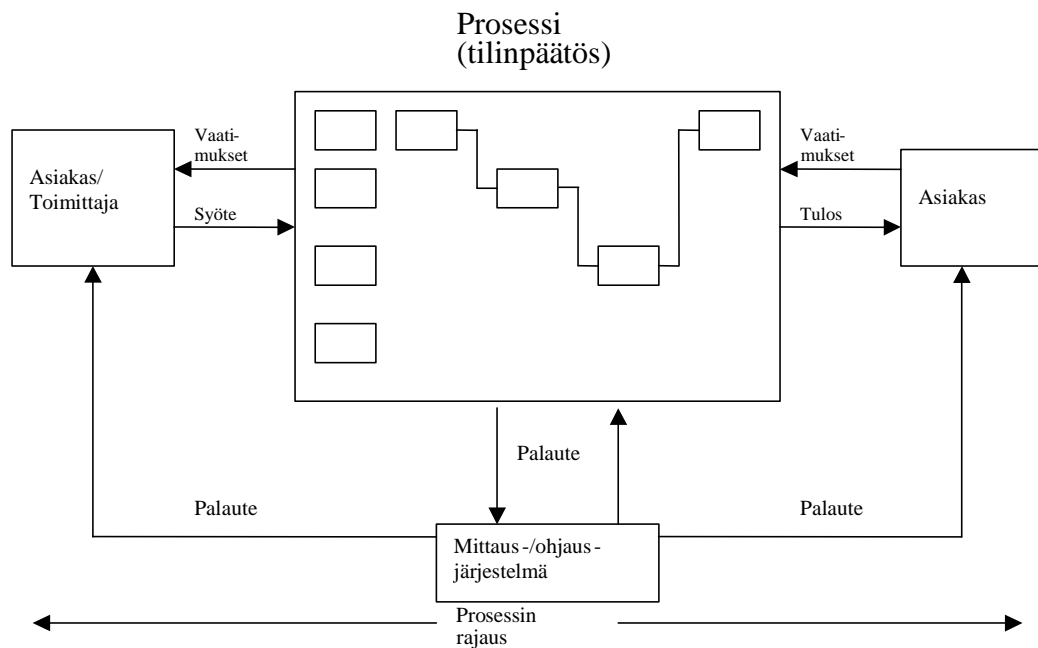 Prosessi
(tilinpäätös)
Vaati-
mukset
Asiakas/
Toimittaja
Syöte
Vaati-
mukset
Asiakas
Tulos
Palaute
Palaute
Palaute
Mittaus-/ohjaus-
järjestelmä
Prosessin
rajaus